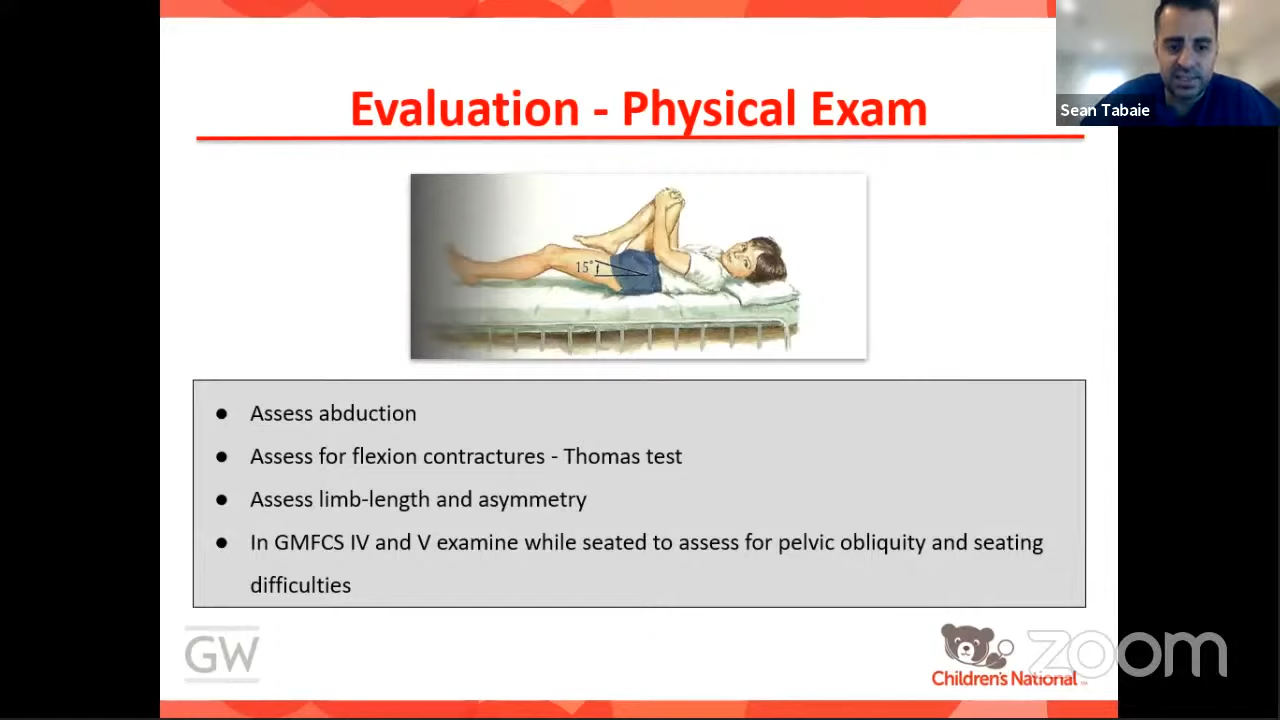 Evaluation - Physical Exam
Sean Tabaie
15°
● Assess abduction
● Assess for flexion contractures - Thomas test
● Assess limb-length and asymmetry
● In GMFCS IV and V examine while seated to assess for pelvic obliquity and seating
difficulties
GW
Children's National™
zoom